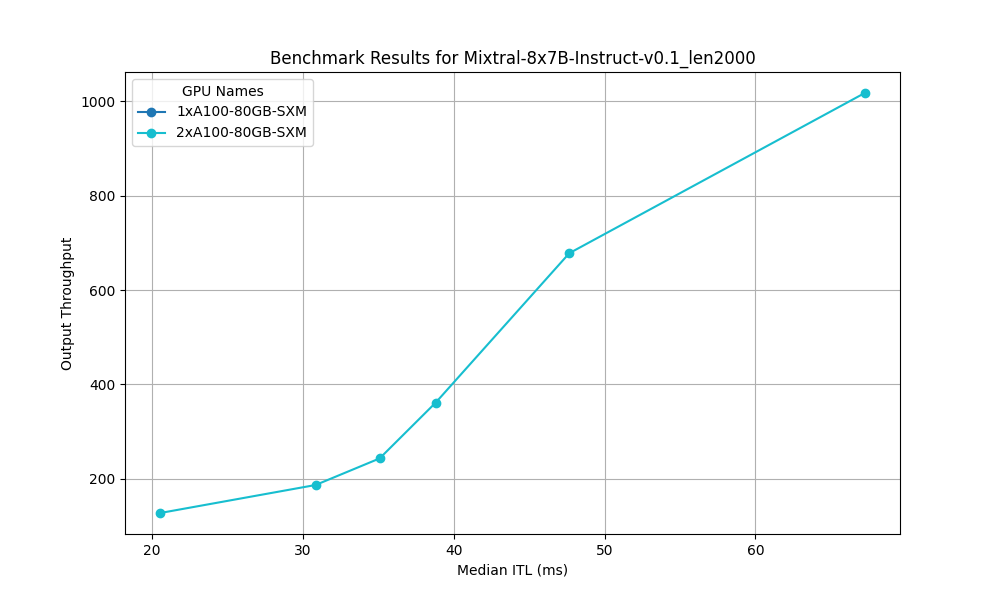 Benchmark Results for Mixtral-8x7B-Instruct-v0.1_len2000
GPU Names
1xA100-80GB-SXM
2xA100-80GB-SXM
1000
800
600
400
200
Output Throughput
20 30 40 50 60
Median ITL (ms)